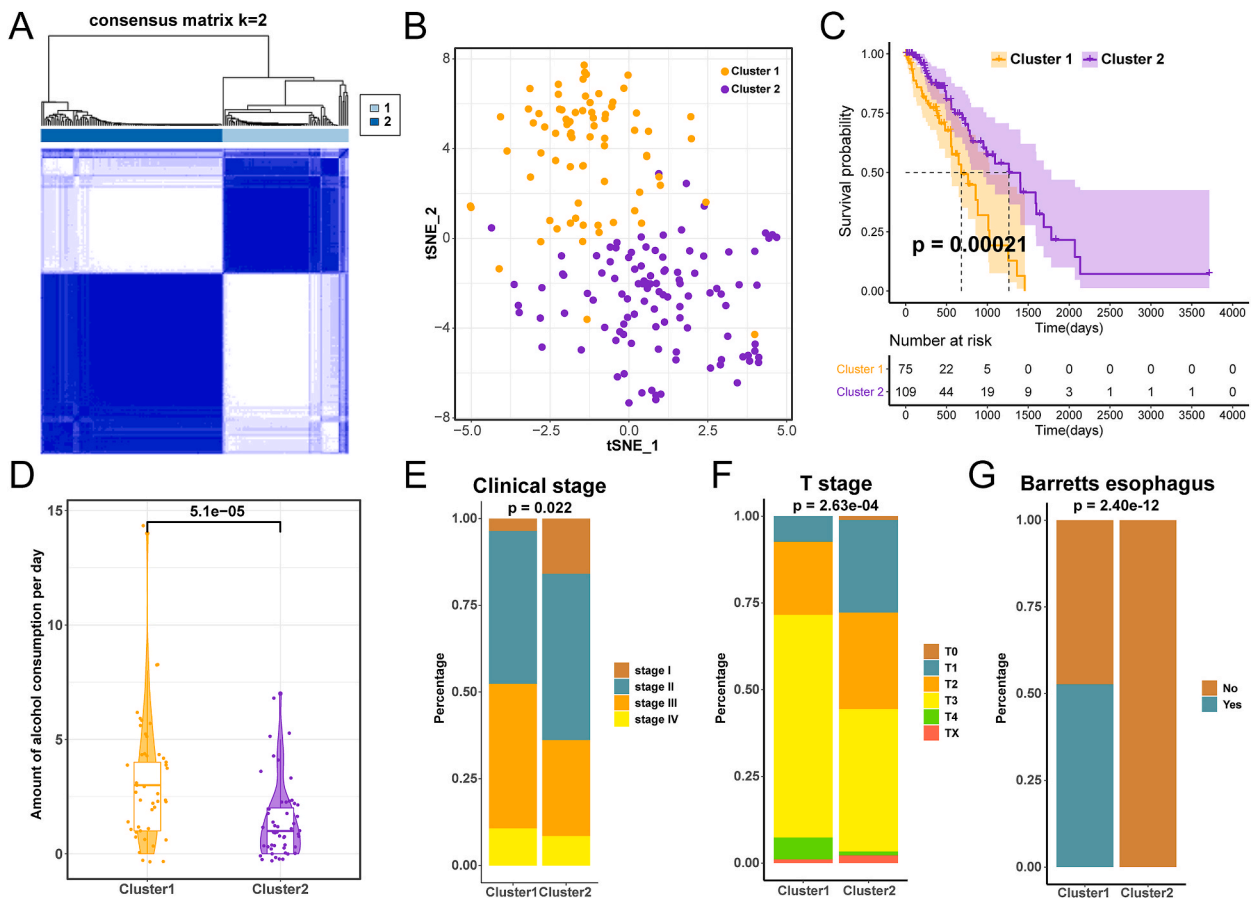 A
consensus matrix k=2
1
2
B
tSNE_2
8
4
0
−4
−8
Cluster 1
Cluster 2
−5.0 −2.5 0.0 2.5 5.0
tSNE_1
C
Survival probability
1.00
0.75
0.50
0.25
0.00
Cluster 1 Cluster 2
p = 0.00021
0 500 1000 1500 2000 2500 3000 3500 4000
Time(days)
Number at risk
Cluster 1 75 22 5 0 0 0 0 0 0
Cluster 2 109 44 19 9 3 1 1 1 0
0 500 1000 1500 2000 2500 3000 3500 4000
Time(days)
D
Amount of alcohol consumption per day
15
10
5
0
5.1e−05
Cluster1 Cluster2
E
Clinical stage
p = 0.022
Percentage
1.00
0.75
0.50
0.25
0.00
Cluster1 Cluster2
stage I
stage II
stage III
stage IV
F
T stage
p = 2.63e-04
Percentage
1.00
0.75
0.50
0.25
0.00
Cluster1 Cluster2
T0
T1
T2
T3
T4
TX
G
Barretts esophagus
p = 2.40e-12
Percentage
1.00
0.75
0.50
0.25
0.00
Cluster1 Cluster2
No
Yes